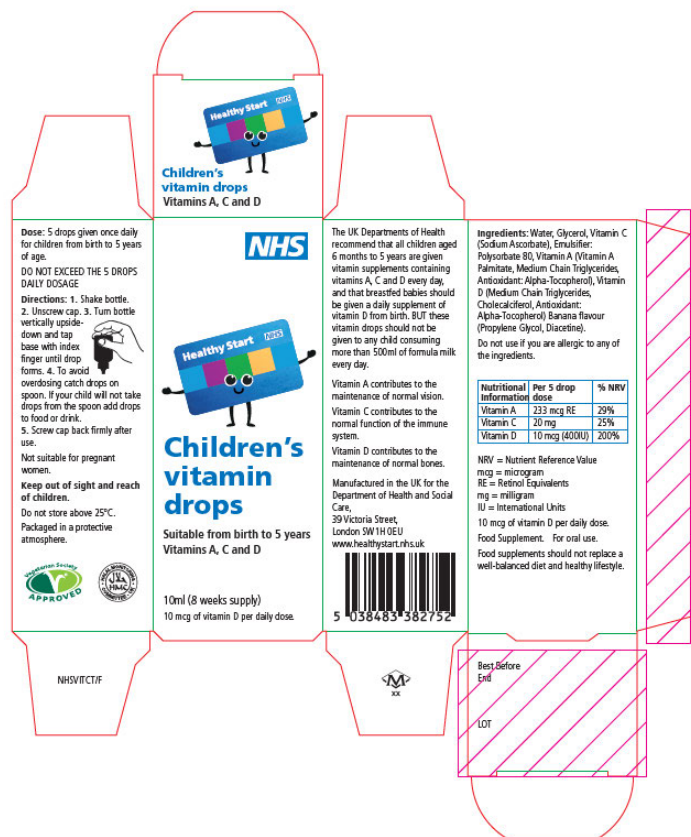 Healthy Start NHS
Children's
vitamin drops
Vitamins A, C and D
Dose: 5 drops given once daily
for children from birth to 5 years
of age.
DO NOT EXCEED THE 5 DROPS
DAILY DOSAGE
Directions: 1. Shake bottle.
2. Unscrew cap. 3. Turn bottle
vertically upside-
down and tap
base with index
finger until drop
forms. 4. To avoid
overdosing catch drops on
spoon. If your child will not take
drops from the spoon add drops
to food or drink.
5. Screw cap back firmly after
use.
Not suitable for pregnant
women.
Keep out of sight and reach
of children.
Do not store above 25°C.
Packaged in a protective
atmosphere.
Vegetarian Society
APPROVED
HALAL MONITORING
HMC
COMMITTEE
NHSVITCT/F
NHS
Healthy Start NHS
Children's
vitamin
drops
Suitable from birth to 5 years
Vitamins A, C and D
10ml (8 weeks supply)
10 mcg of vitamin D per daily dose.
The UK Departments of Health
recommend that all children aged
6 months to 5 years are given
vitamin supplements containing
vitamins A, C and D every day,
and that breastfed babies should
be given a daily supplement of
vitamin D from birth. BUT these
vitamin drops should not be
given to any child consuming
more than 500ml of formula milk
every day.
Vitamin A contributes to the
maintenance of normal vision.
Vitamin C contributes to the
normal function of the immune
system.
Vitamin D contributes to the
maintenance of normal bones.
Manufactured in the UK for the
Department of Health and Social
Care,
39 Victoria Street,
London SW1H 0EU
www.healthystart.nhs.uk
5 038483 382752
M
xx
Ingredients: Water, Glycerol, Vitamin C
(Sodium Ascorbate), Emulsifier:
Polysorbate 80, Vitamin A (Vitamin A
Palmitate, Medium Chain Triglycerides,
Antioxidant: Alpha-Tocopherol), Vitamin
D (Medium Chain Triglycerides,
Cholecalciferol, Antioxidant:
Alpha-Tocopherol) Banana flavour
(Propylene Glycol, Diacetine).
Do not use if you are allergic to any of
the ingredients.
Nutritional Per 5 drop % NRV
Information dose
Vitamin A 233 mcg RE 29%
Vitamin C 20 mg 25%
Vitamin D 10 mcg (400IU) 200%
NRV = Nutrient Reference Value
mcg = microgram
RE = Retinol Equivalents
mg = milligram
IU = International Units
10 mcg of vitamin D per daily dose.
Food Supplement. For oral use.
Food supplements should not replace a
well-balanced diet and healthy lifestyle.
Best Before
End
LOT